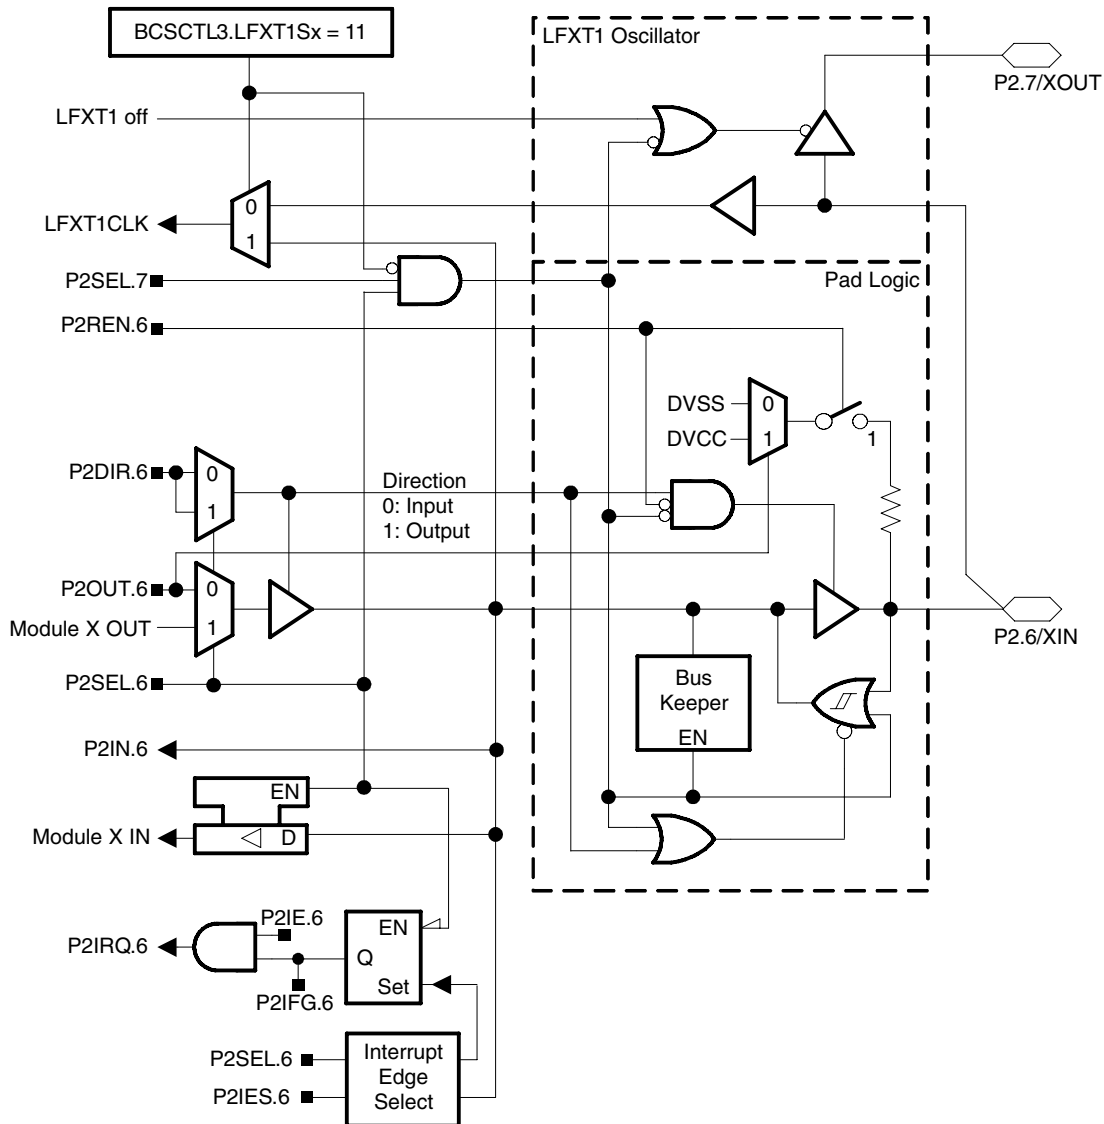 BCSCTL3.LFXT1Sx = 11
LFXT1 Oscillator
P2.7/XOUT
LFXT1 off
0
LFXT1CLK
1
P2SEL.7
Pad Logic
P2REN.6
DVSS
0
DVCC
1
1
P2DIR.6
0
1
Direction
0: Input
1: Output
P2OUT.6
0
Module X OUT
1
P2.6/XIN
P2SEL.6
Bus
Keeper
EN
P2IN.6
EN
Module X IN
D
P2IE.6
EN
P2IRQ.6
Q
Set
P2IFG.6
P2SEL.6
P2IES.6
Interrupt
Edge
Select